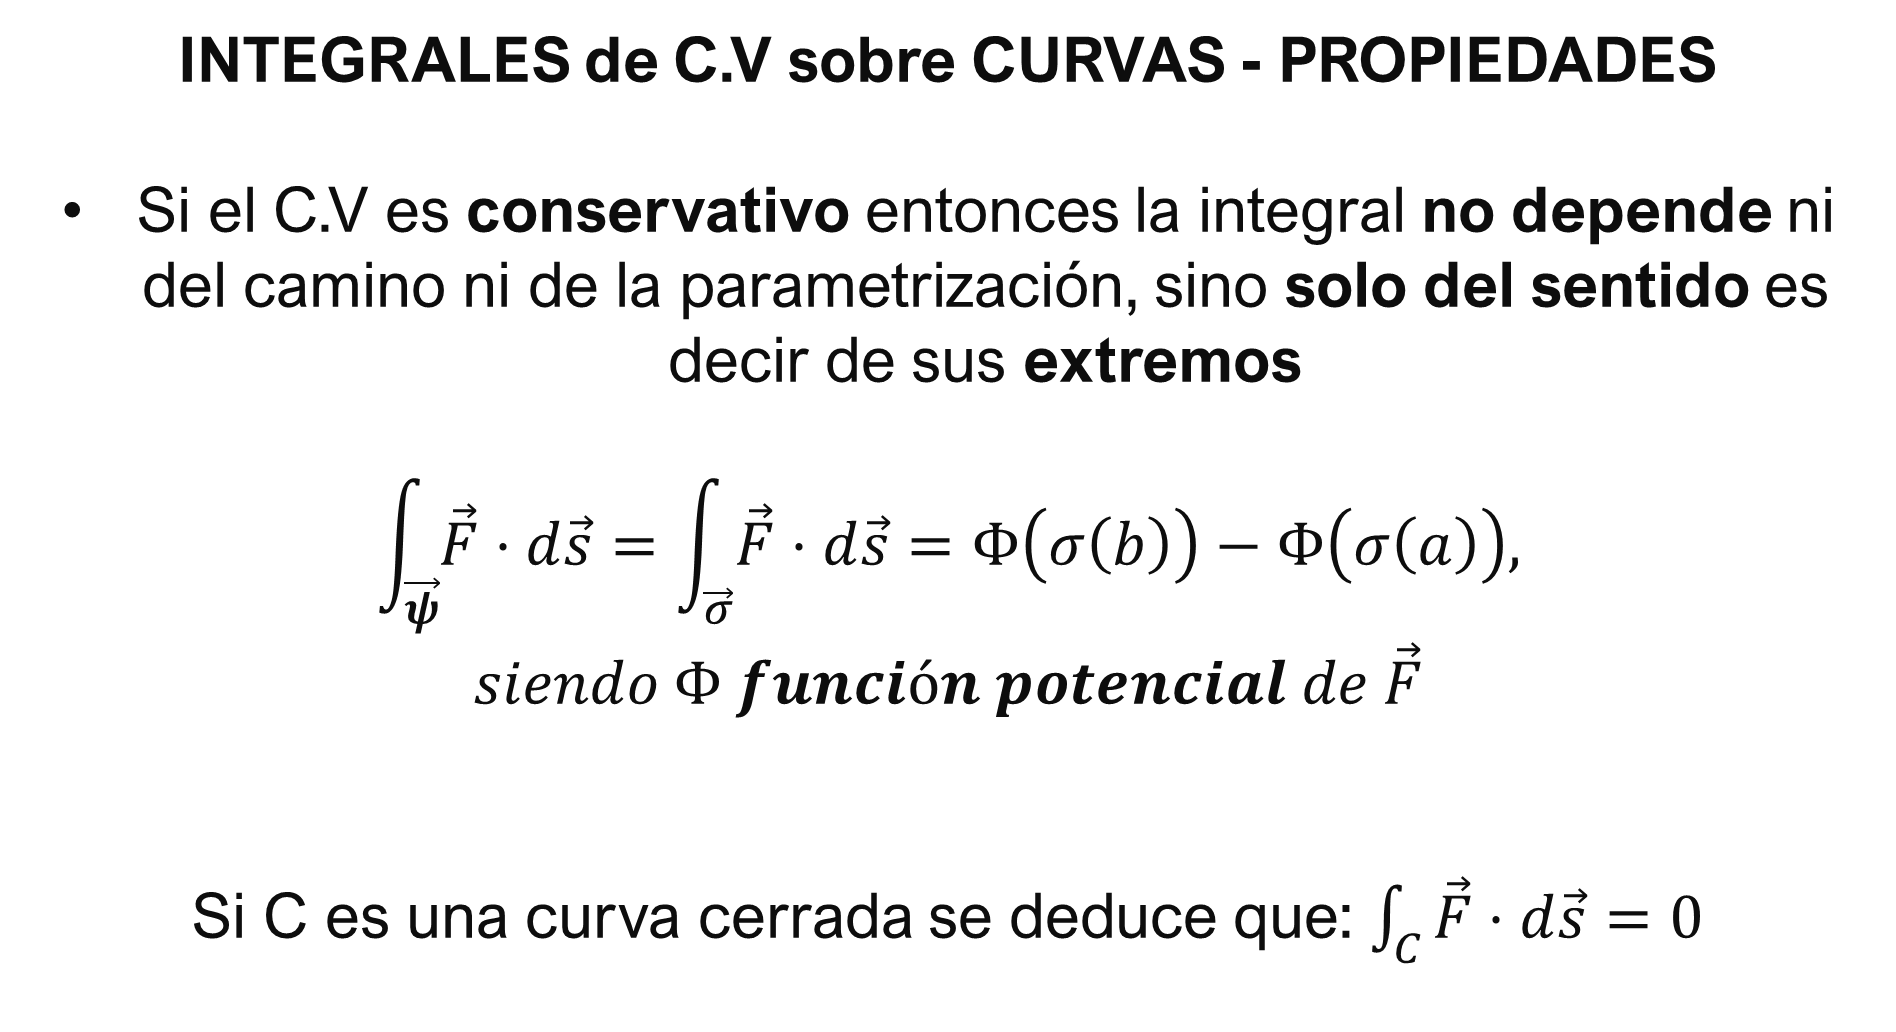 INTEGRALES de C.V sobre CURVAS - PROPIEDADES
• Si el C.V es conservativo entonces la integral no depende ni
del camino ni de la parametrización, sino solo del sentido es
decir de sus extremos
∫_ψ⃗ F⃗ · ds⃗ = ∫_σ⃗ F⃗ · ds⃗ = Φ(σ(b)) − Φ(σ(a)),
siendo Φ función potencial de F⃗
Si C es una curva cerrada se deduce que: ∫_C F⃗ · ds⃗ = 0